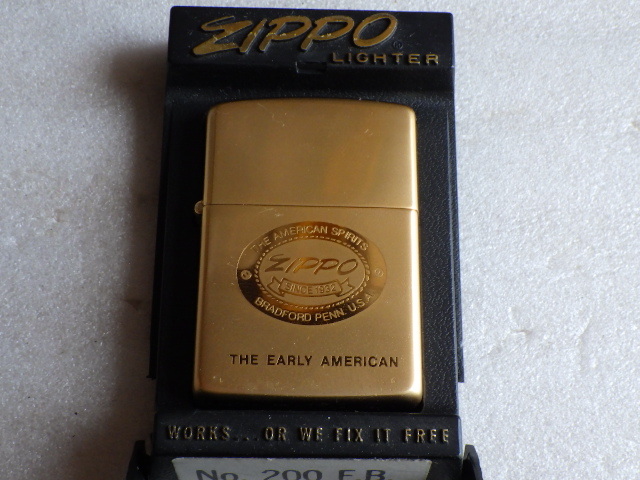 ZIPPO
LIGHTER
THE AMERICAN SPIRITS
ZIPPO
SINCE 1932
BRADFORD PENN. U.S.A
THE EARLY AMERICAN
WORKS...OR WE FIX IT FREE
No. 200 F.B